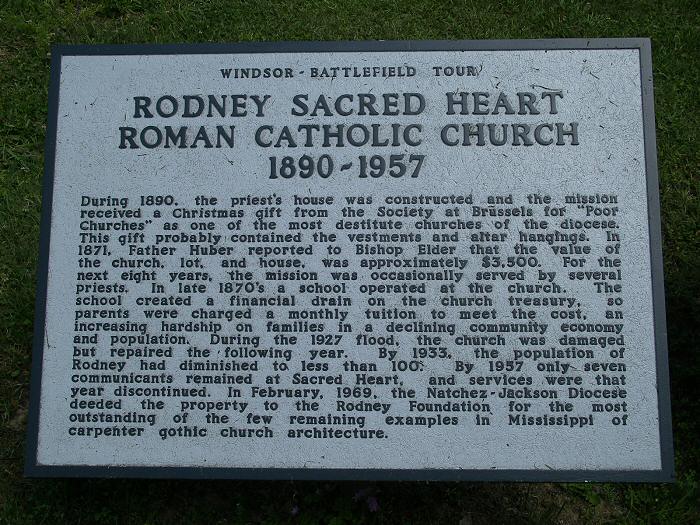 WINDSOR - BATTLEFIELD TOUR
RODNEY SACRED HEART
ROMAN CATHOLIC CHURCH
1890 - 1957
During 1890, the priest's house was constructed and the mission
received a Christmas gift from the Society at Brussels for "Poor
Churches" as one of the most destitute churches of the diocese.
This gift probably contained the vestments and altar hangings. In
1871, Father Huber reported to Bishop Elder that the value of
the church, lot, and house, was approximately $3,500. For the
next eight years, the mission was occasionally served by several
priests. In late 1870's a school operated at the church. The
school created a financial drain on the church treasury, so
parents were charged a monthly tuition to meet the cost, an
increasing hardship on families in a declining community economy
and population. During the 1927 flood, the church was damaged
but repaired the following year. By 1933, the population of
Rodney had diminished to less than 100. By 1957 only seven
communicants remained at Sacred Heart, and services were that
year discontinued. In February, 1969, the Natchez-Jackson Diocese
deeded the property to the Rodney Foundation for the most
outstanding of the few remaining examples in Mississippi of
carpenter gothic church architecture.